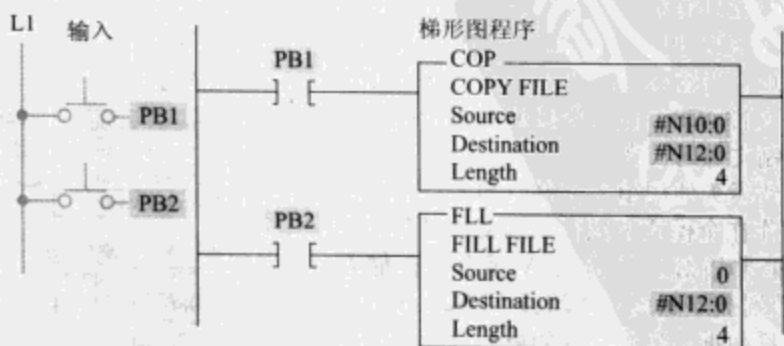 L1
输入
PB1
PB2
梯形图程序
PB1
COP
COPY FILE
Source #N10:0
Destination #N12:0
Length 4
PB2
FLL
FILL FILE
Source 0
Destination #N12:0
Length 4